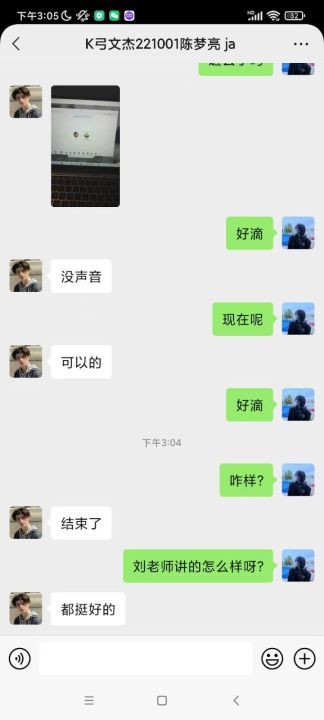 下午3:05
32
K弓文杰221001陈梦亮 ja
好滴
没声音
现在呢
可以的
好滴
下午3:04
咋样?
结束了
刘老师讲的怎么样呀?
都挺好的